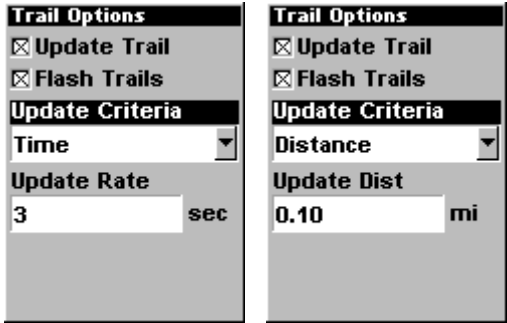 Trail Options
Update Trail
Flash Trails
Update Criteria
Time
Update Rate
3 sec
Trail Options
Update Trail
Flash Trails
Update Criteria
Distance
Update Dist
0.10 mi